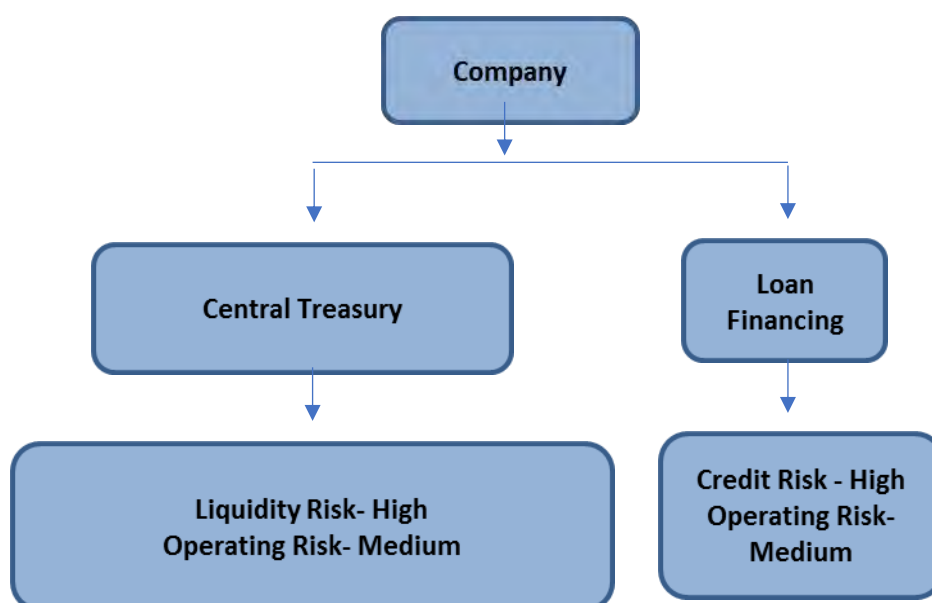 Company
Central Treasury
Loan
Financing
Liquidity Risk- High
Operating Risk- Medium
Credit Risk - High
Operating Risk-
Medium